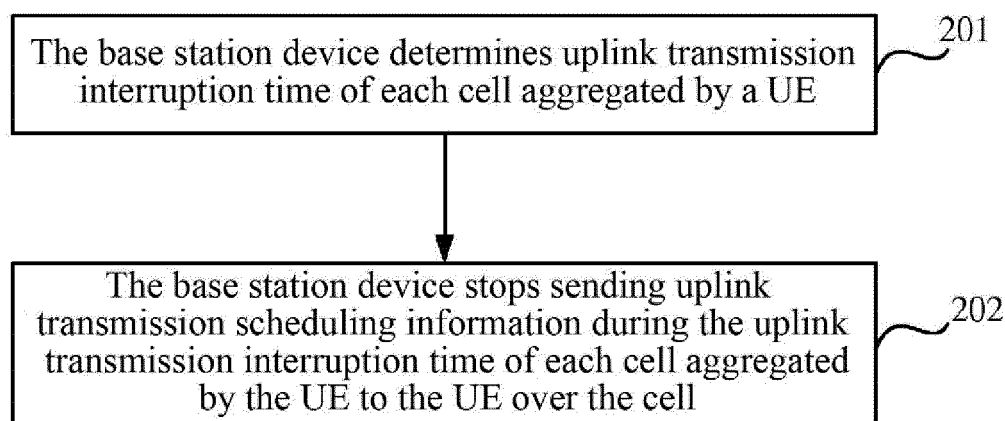 The base station device determines uplink transmission
interruption time of each cell aggregated by a UE
201
The base station device stops sending uplink
transmission scheduling information during the uplink
transmission interruption time of each cell aggregated
by the UE to the UE over the cell
202